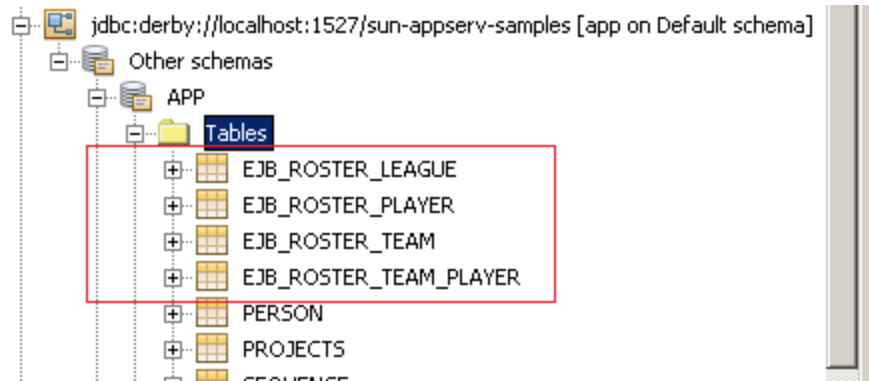 jdbc:derby://localhost:1527/sun-appserv-samples [app on Default schema]
Other schemas
APP
Tables
EJB_ROSTER_LEAGUE
EJB_ROSTER_PLAYER
EJB_ROSTER_TEAM
EJB_ROSTER_TEAM_PLAYER
PERSON
PROJECTS
SEQUENCE